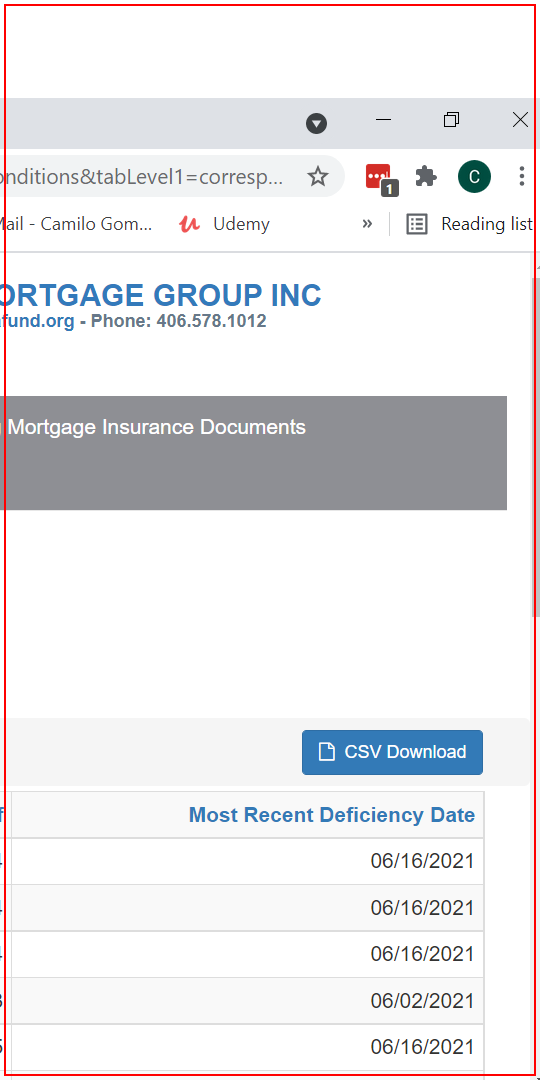 onditions&tabLevel1=corresp...
1
C
Mail - Camilo Gom...
Udemy
»
Reading list
ORTGAGE GROUP INC
afund.org - Phone: 406.578.1012
Mortgage Insurance Documents
CSV Download
f Most Recent Deficiency Date
4 06/16/2021
4 06/16/2021
4 06/16/2021
3 06/02/2021
5 06/16/2021